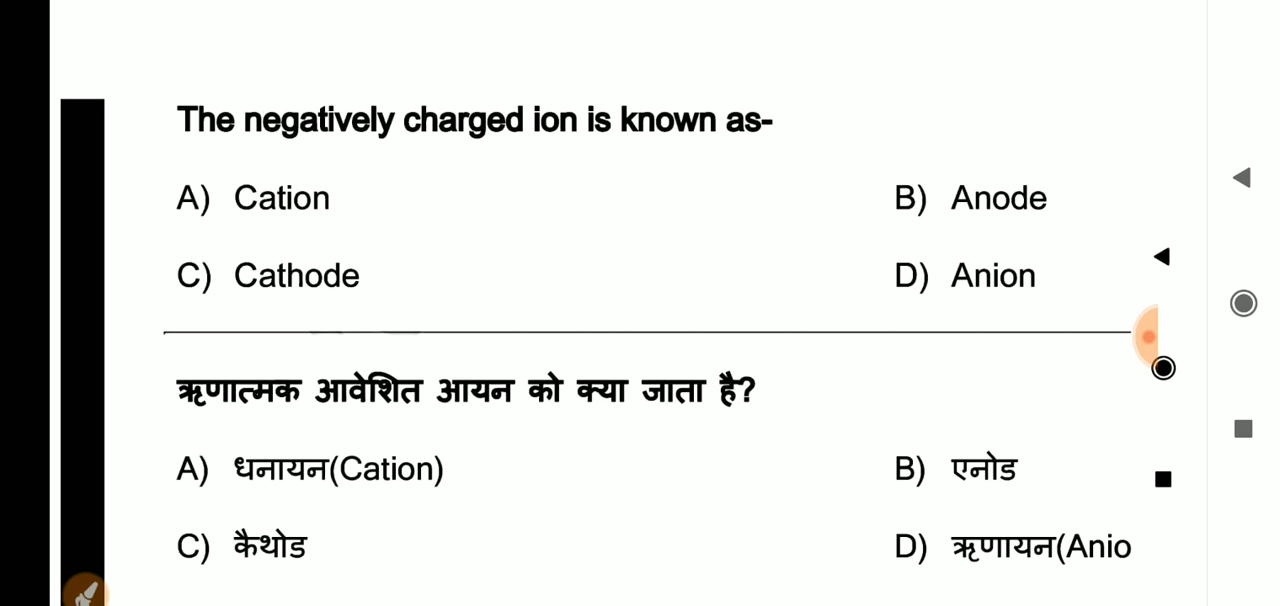 The negatively charged ion is known as-
A) Cation B) Anode
C) Cathode D) Anion
ऋणात्मक आवेशित आयन को क्या जाता है?
A) धनायन(Cation) B) एनोड
C) कैथोड D) ऋणायन(Anio